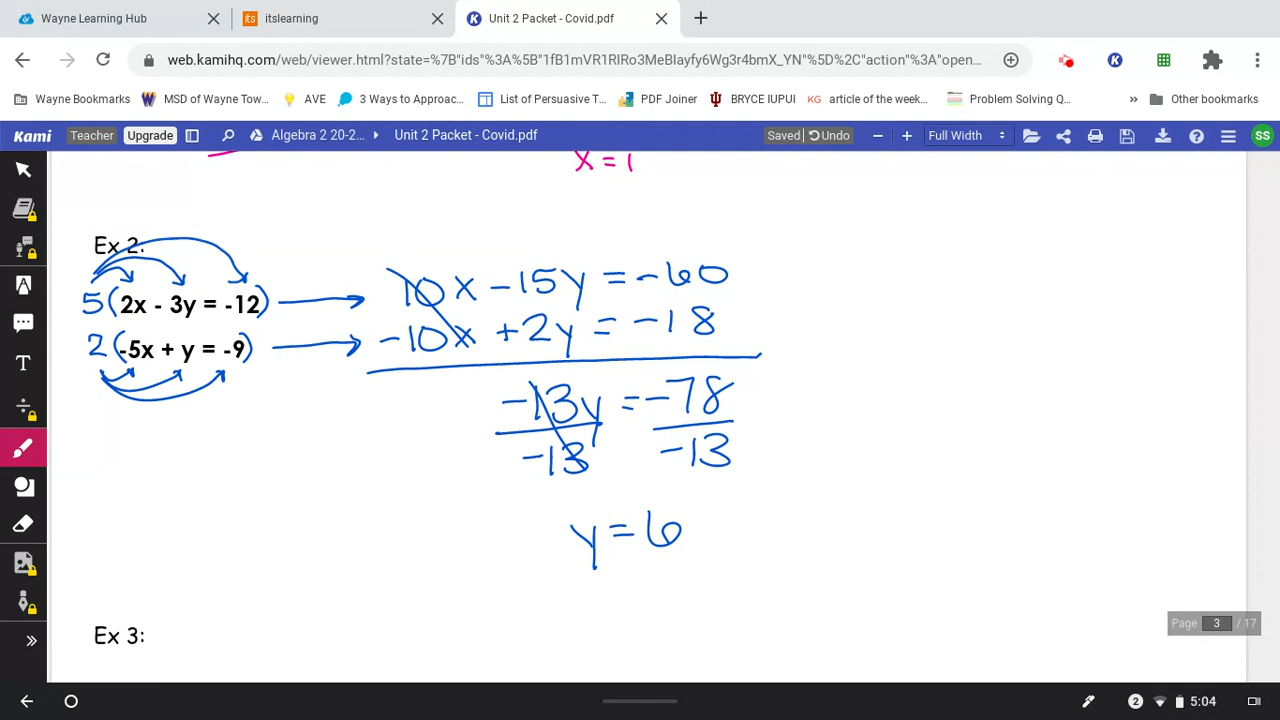 Wayne Learning Hub
itslearning
Unit 2 Packet - Covid.pdf
web.kamihq.com/web/viewer.html?state=%7B"ids"%3A%5B"1fB1mVR1RIRo3MeBIayfy6Wg3r4bmX_YN"%5D%2C"action"%3A"open...
Wayne Bookmarks
MSD of Wayne Tow...
AVE
3 Ways to Approac...
List of Persuasive T...
PDF Joiner
BRYCE IUPUI
KG article of the week...
Problem Solving Q...
» Other bookmarks
Kami Teacher Upgrade
Algebra 2 20-2...
Unit 2 Packet - Covid.pdf
Saved Undo
Full Width
SS
x = 1
Ex 2:
5(2x - 3y = -12)
10x - 15y = -60
2(-5x + y = -9)
-10x + 2y = -18
-13y = -78
-13 -13
y = 6
Ex 3:
Page 3 / 17
2 5:04